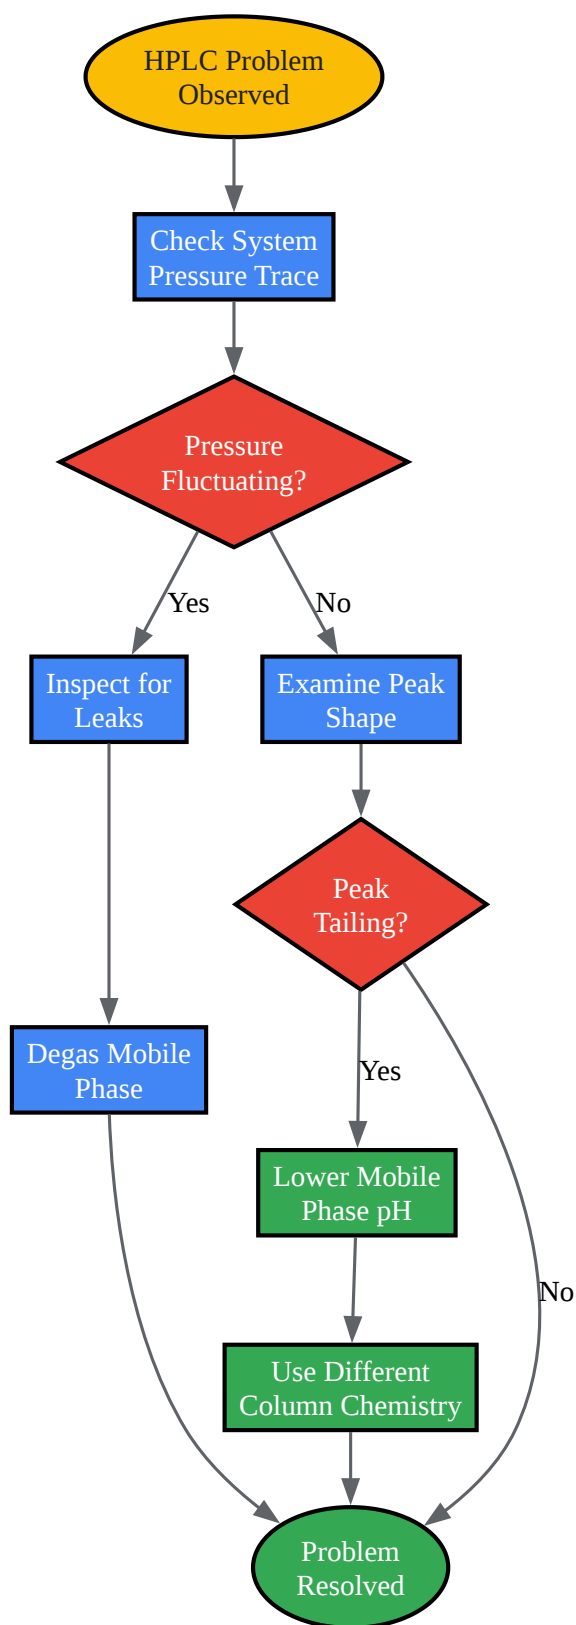 HPLC Problem
Observed
Check System
Pressure Trace
Pressure
Fluctuating?
Yes
No
Inspect for
Leaks
Examine Peak
Shape
Peak
Tailing?
Degas Mobile
Phase
Yes
Lower Mobile
Phase pH
No
Use Different
Column Chemistry
Problem
Resolved